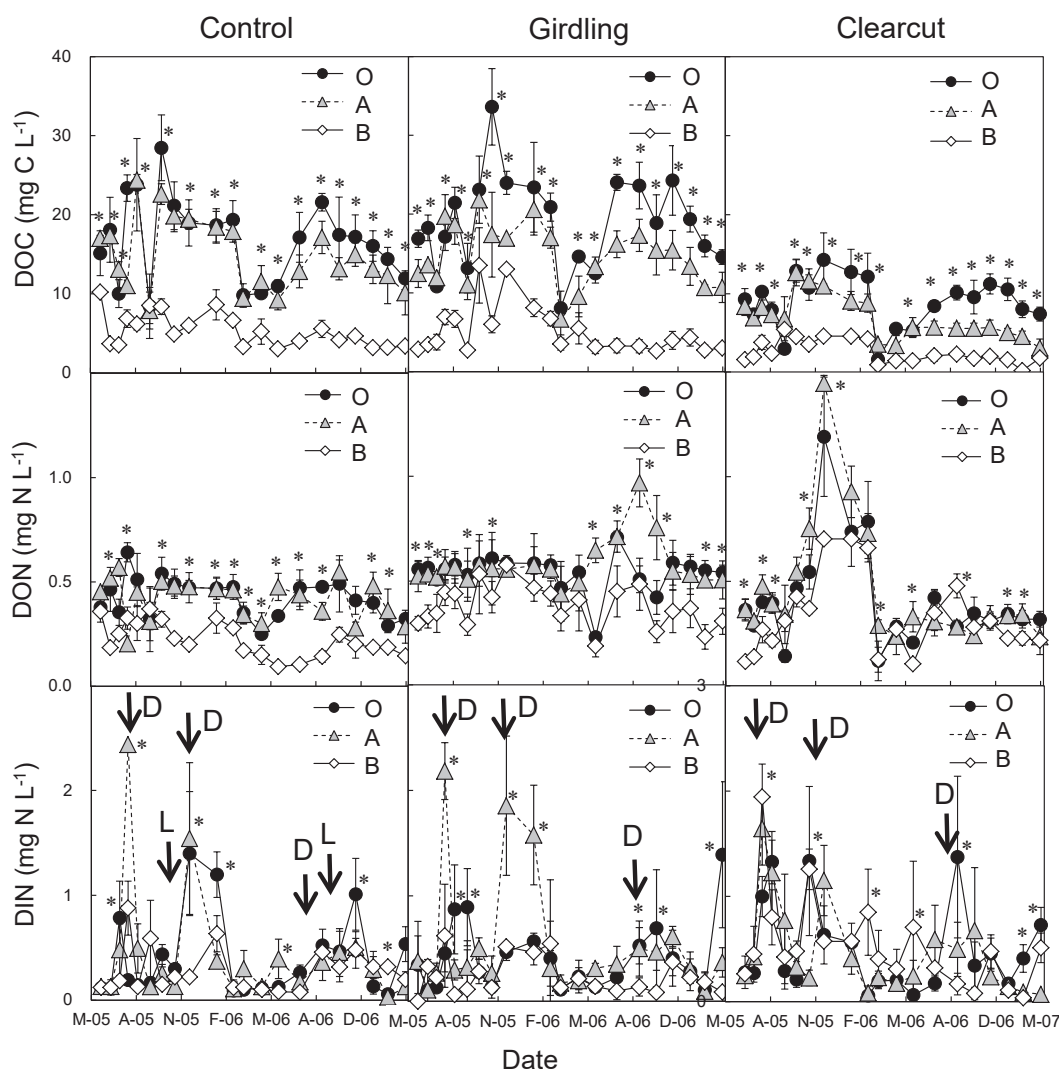 Control Girdling Clearcut
DOC (mg C L-1)
40
30
20
10
0
O
A
B
O
A
B
O
A
B
* * * * * * * * * * * * * * *
DON (mg N L-1)
1.0
0.5
0.0
O
A
B
O
A
B
O
A
B
DIN (mg N L-1)
3
2
1
0
O
A
B
D
D
L
D
L
3
0
O
A
B
D
D
D
O
A
B
D
D
D
M-05 A-05 N-05 F-06 M-06 A-06 D-06 M-05 A-05 N-05 F-06 M-06 A-06 D-06 M-05 A-05 N-05 F-06 M-06 A-06 D-06 M-07
Date